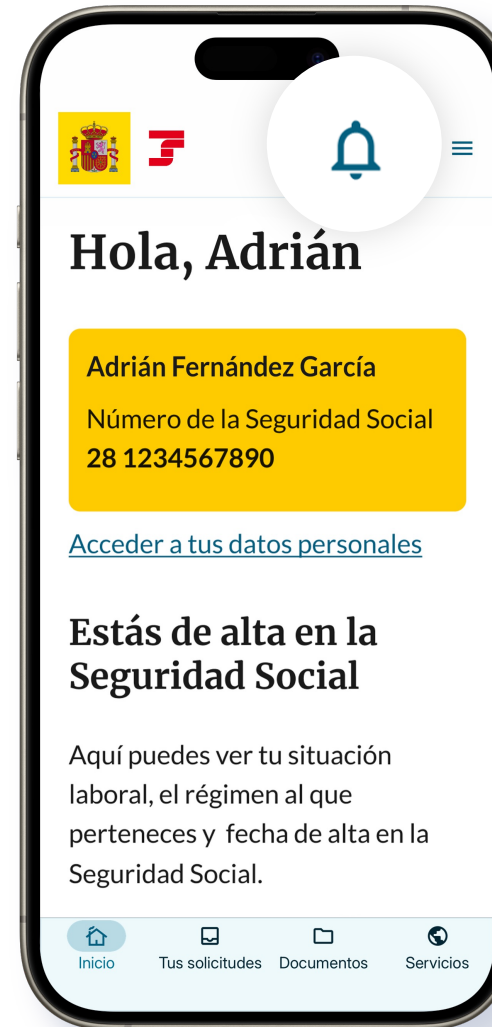 Hola, Adrián
Adrián Fernández García
Número de la Seguridad Social
28 1234567890
Acceder a tus datos personales
Estás de alta en la
Seguridad Social
Aquí puedes ver tu situación
laboral, el régimen al que
perteneces y  fecha de alta en la
Seguridad Social.
Inicio
Tus solicitudes
Documentos
Servicios